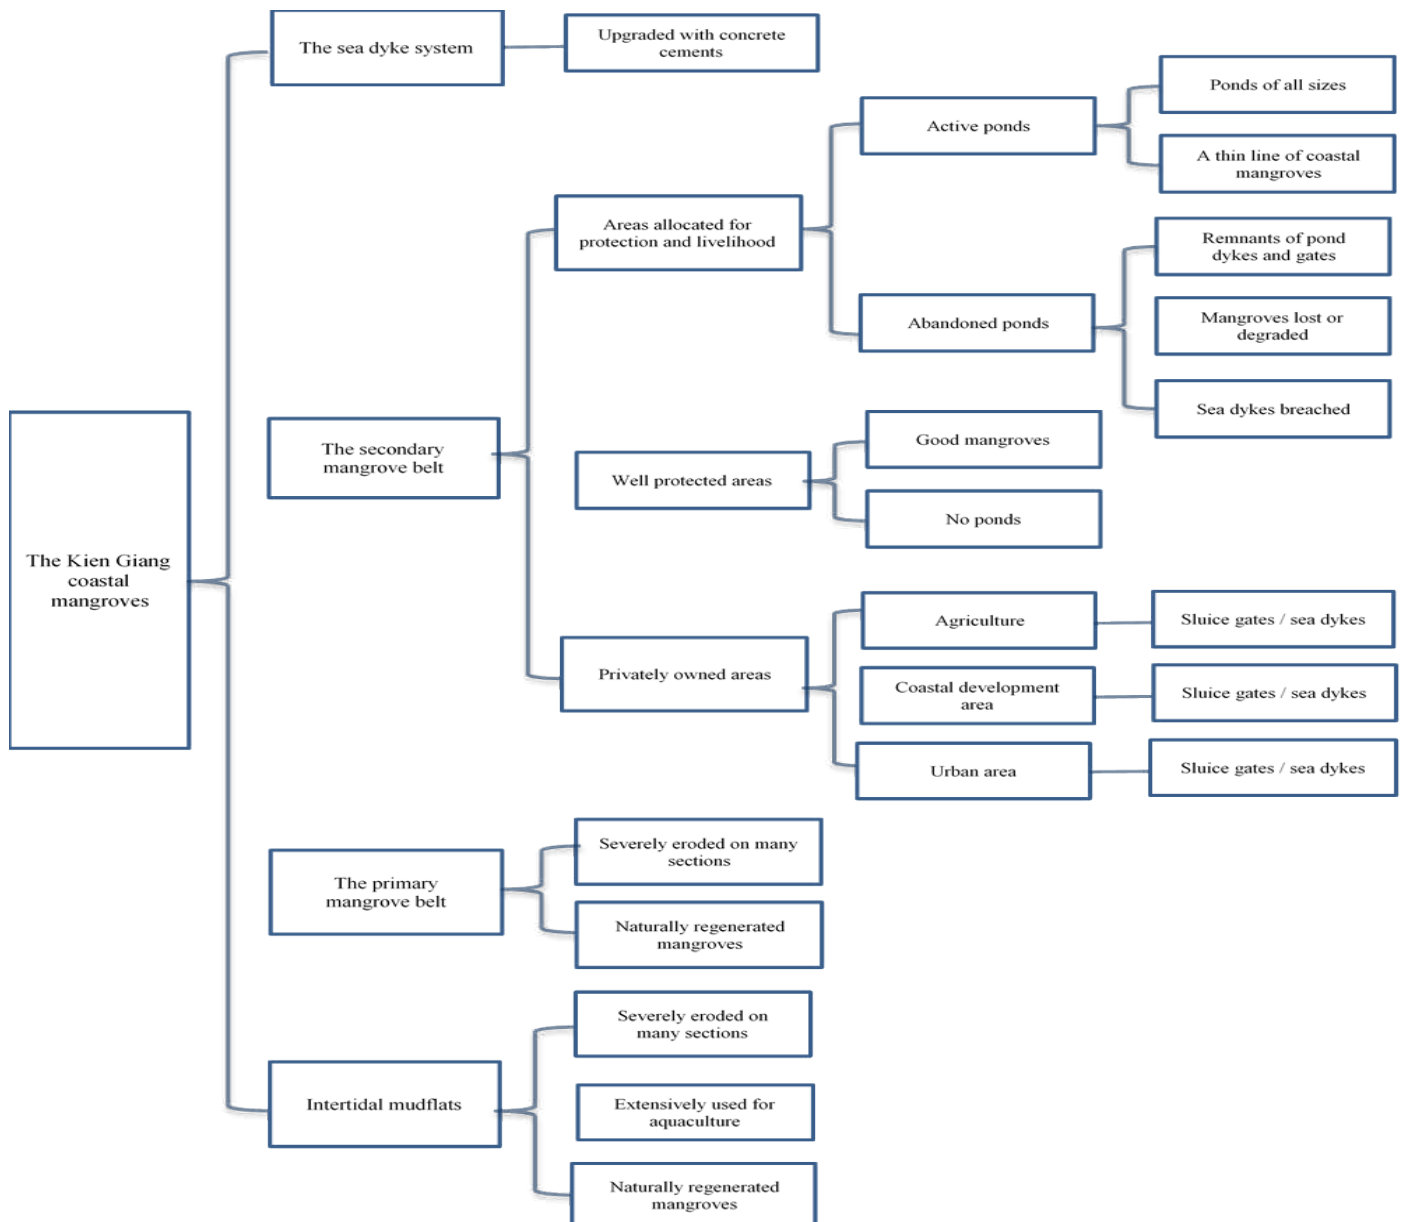 The sea dyke system
Upgraded with concrete
cements
Ponds of all sizes
Active ponds
A thin line of coastal
mangroves
Areas allocated for
protection and livelihood
Remnants of pond
dykes and gates
Abandoned ponds
Mangroves lost or
degraded
Sea dykes breached
The secondary
mangrove belt
Good mangroves
Well protected areas
No ponds
The Kien Giang
coastal
mangroves
Privately owned areas
Agriculture
Sluice gates / sea dykes
Coastal development
area
Sluice gates / sea dykes
Urban area
Sluice gates / sea dykes
The primary
mangrove belt
Severely eroded on many
sections
Naturally regenerated
mangroves
Intertidal mudflats
Severely eroded on
many sections
Extensively used for
aquaculture
Naturally regenerated
mangroves